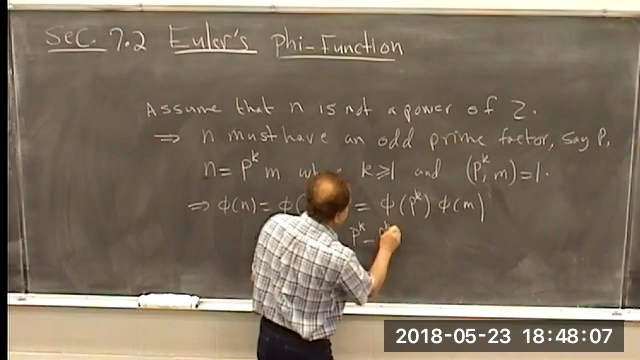 Sec. 7.2 Euler's Phi-Function
Assume that n is not a power of 2.
⇒ n must have an odd prime factor, say P,
n = p^k m k ≥ 1 and (p^k, m) = 1.
⇒ ϕ(n) = ϕ( = ϕ(p^k) ϕ(m)
p^k - p^k
2018-05-23 18:48:07